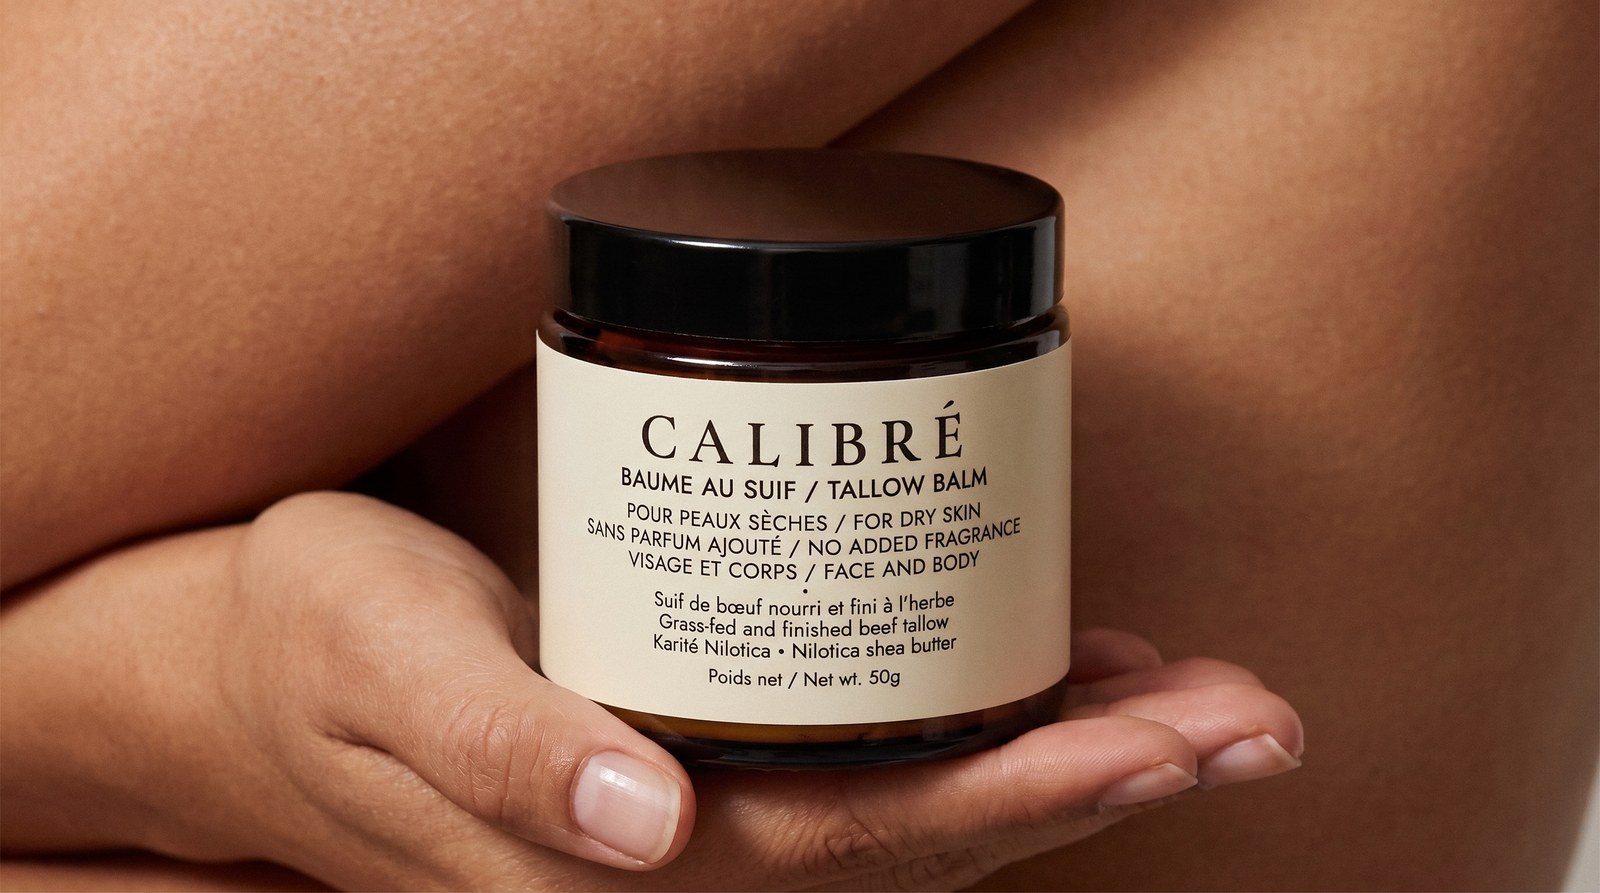 CALIBRÉ
BAUME AU SUIF / TALLOW BALM
POUR PEAUX SÈCHES / FOR DRY SKIN
SANS PARFUM AJOUTÉ / NO ADDED FRAGRANCE
VISAGE ET CORPS / FACE AND BODY
•
Suif de bœuf nourri et fini à l'herbe
Grass-fed and finished beef tallow
Karité Nilotica • Nilotica shea butter
Poids net / Net wt. 50g